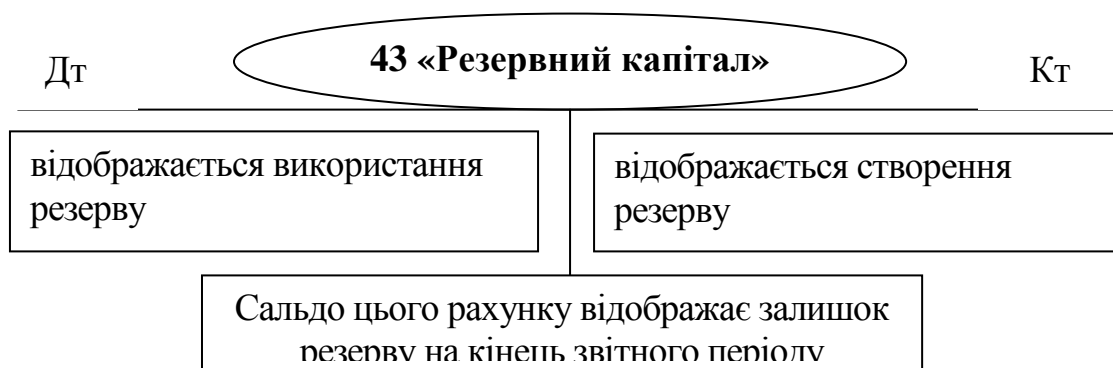 43 «Резервний капітал»
Дт
Кт
відображається використання
резерву
відображається створення
резерву
Сальдо цього рахунку відображає залишок
резерву на кінець звітного періоду